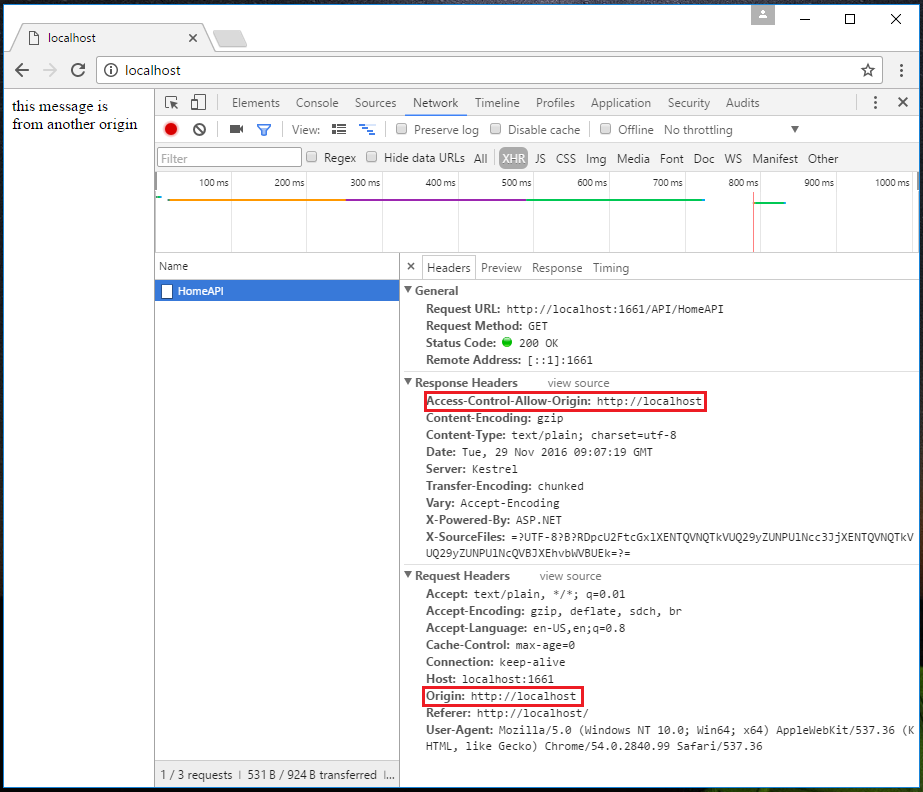 localhost
localhost
this message is
from another origin
Elements Console Sources Network Timeline Profiles Application Security Audits
View: Preserve log Disable cache Offline No throttling
Filter Regex Hide data URLs All XHR JS CSS Img Media Font Doc WS Manifest Other
100 ms 200 ms 300 ms 400 ms 500 ms 600 ms 700 ms 800 ms 900 ms 1000 ms
Name
HomeAPI
1 / 3 requests | 531 B / 924 B transferred | ...
Headers Preview Response Timing
General
Request URL: http://localhost:1661/API/HomeAPI
Request Method: GET
Status Code: 200 OK
Remote Address: [::1]:1661
Response Headers view source
Access-Control-Allow-Origin: http://localhost
Content-Encoding: gzip
Content-Type: text/plain; charset=utf-8
Date: Tue, 29 Nov 2016 09:07:19 GMT
Server: Kestrel
Transfer-Encoding: chunked
Vary: Accept-Encoding
X-Powered-By: ASP.NET
X-SourceFiles: =?UTF-8?B?RDpcU2FtcGxlXENTQVNQTkVUQ29yZUNPUlNcc3JjXENTQVNQTkV
UQ29yZUNPUlNcQVBJXEhvbWVBUEk=?=
Request Headers view source
Accept: text/plain, */*; q=0.01
Accept-Encoding: gzip, deflate, sdch, br
Accept-Language: en-US,en;q=0.8
Cache-Control: max-age=0
Connection: keep-alive
Host: localhost:1661
Origin: http://localhost
Referer: http://localhost/
User-Agent: Mozilla/5.0 (Windows NT 10.0; Win64; x64) AppleWebKit/537.36 (K
HTML, like Gecko) Chrome/54.0.2840.99 Safari/537.36